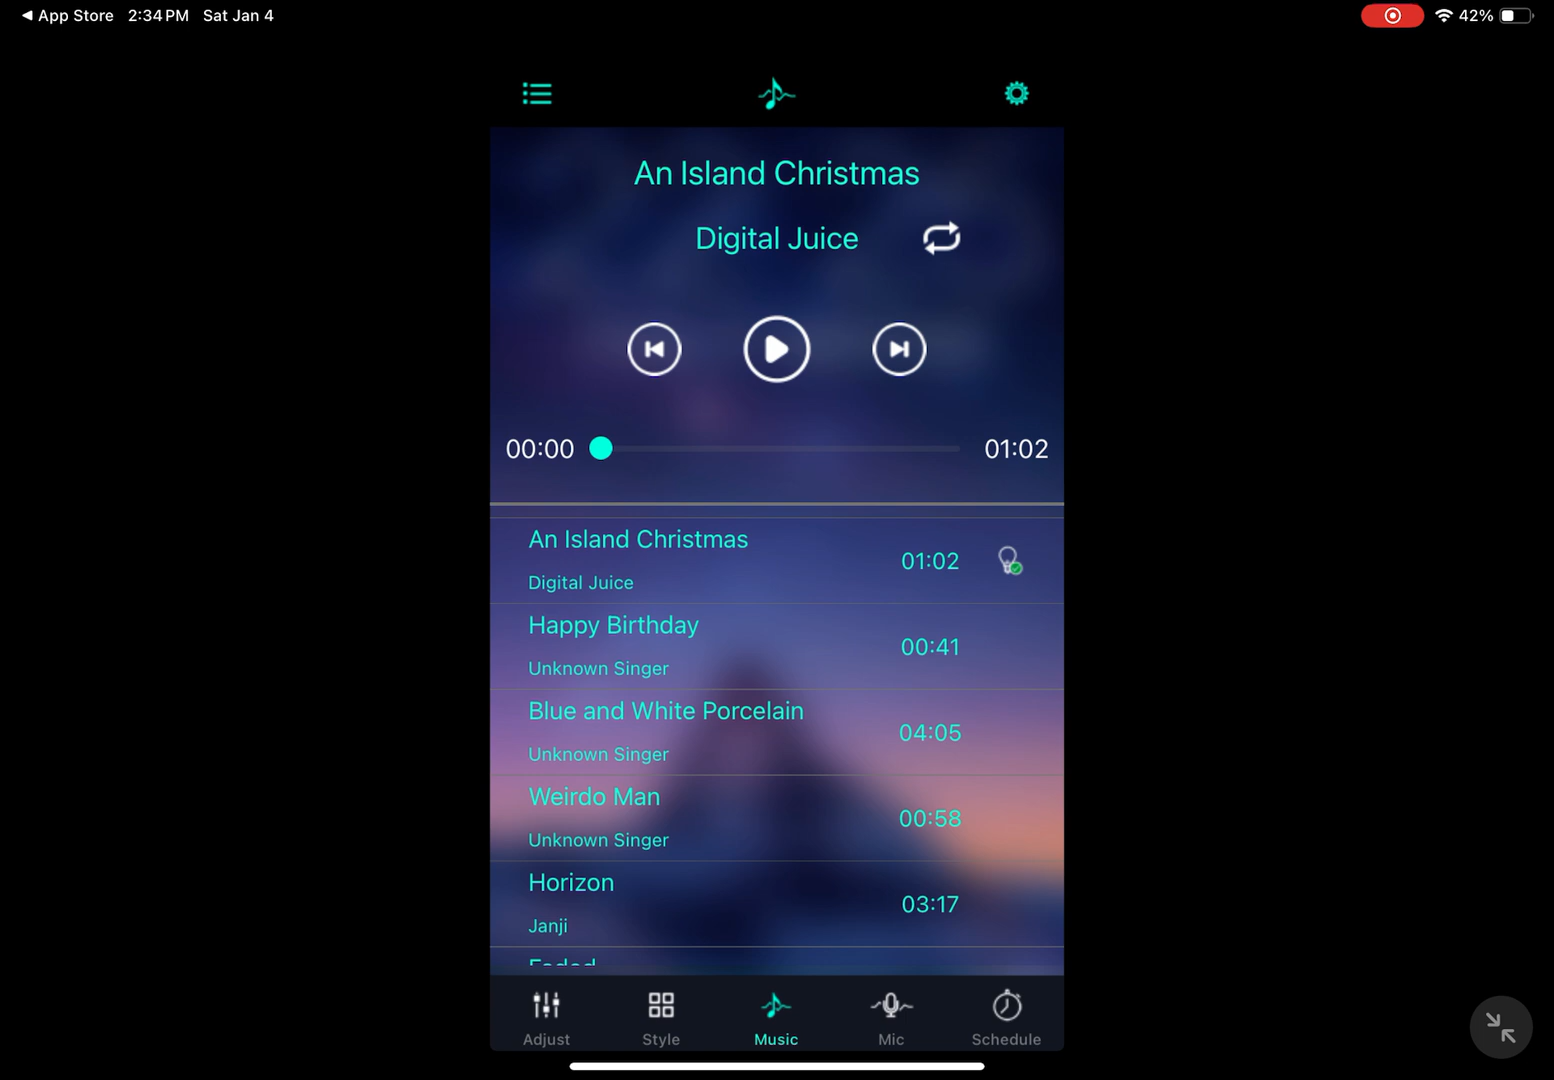 App Store 2:34 PM Sat Jan 4
42%
An Island Christmas
Digital Juice
00:00
01:02
An Island Christmas
01:02
Digital Juice
Happy Birthday
00:41
Unknown Singer
Blue and White Porcelain
04:05
Unknown Singer
Weirdo Man
00:58
Unknown Singer
Horizon
03:17
Janji
Faded
Adjust
Style
Music
Mic
Schedule